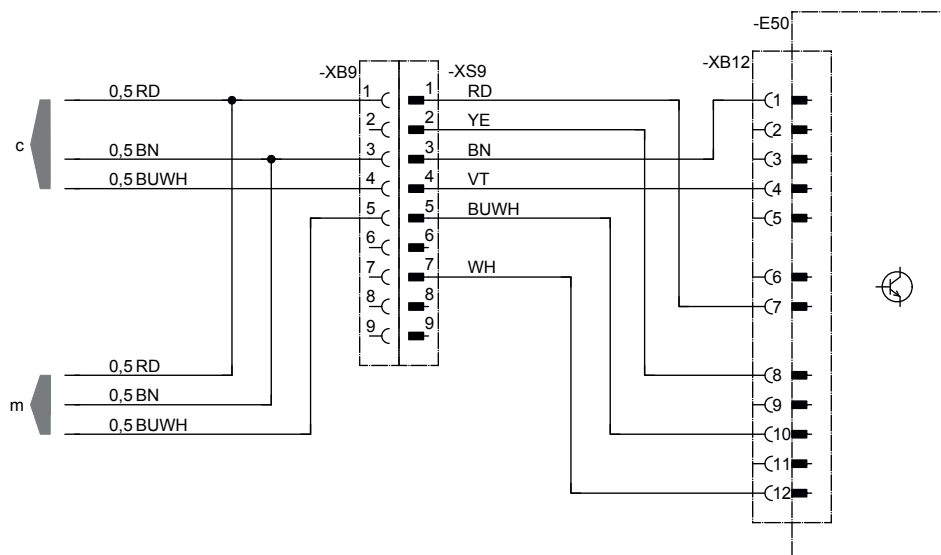 -E50
-XB9 -XS9 -XB12
0,5 RD 1 1 RD 1
2 2 YE 2
c 0,5 BN 3 3 BN 3
0,5 BUWH 4 4 VT 4
5 5 BUWH 5
6 6
7 7 WH 6
8 8 7
9 9
0,5 RD 8
m 0,5 BN 9
0,5 BUWH 10
11
12